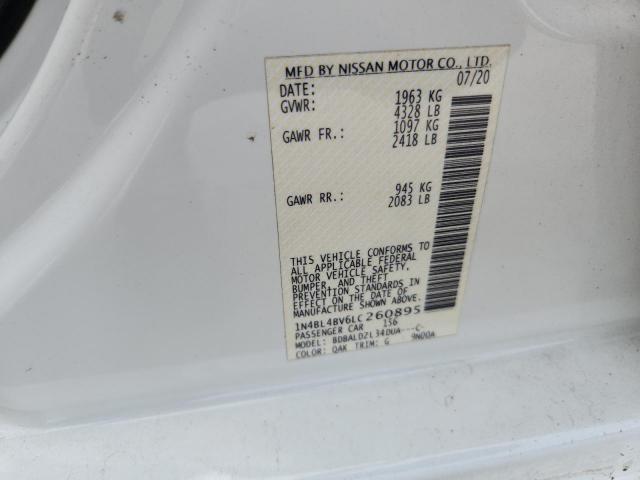 MFD BY NISSAN MOTOR CO., LTD.
DATE: 07/20
GVWR: 1963 KG
4328 LB
GAWR FR.: 1097 KG
2418 LB
GAWR RR.: 945 KG
2083 LB
THIS VEHICLE CONFORMS TO
ALL APPLICABLE FEDERAL
MOTOR VEHICLE SAFETY,
BUMPER, AND THEFT
PREVENTION STANDARDS IN
EFFECT ON THE DATE OF
MANUFACTURE SHOWN ABOVE.
1N4BL4BV6LC260895
PASSENGER CAR 156
MODEL: BDBALDZL34DUA---C-
COLOR: QAK TRIM: G 9N00A